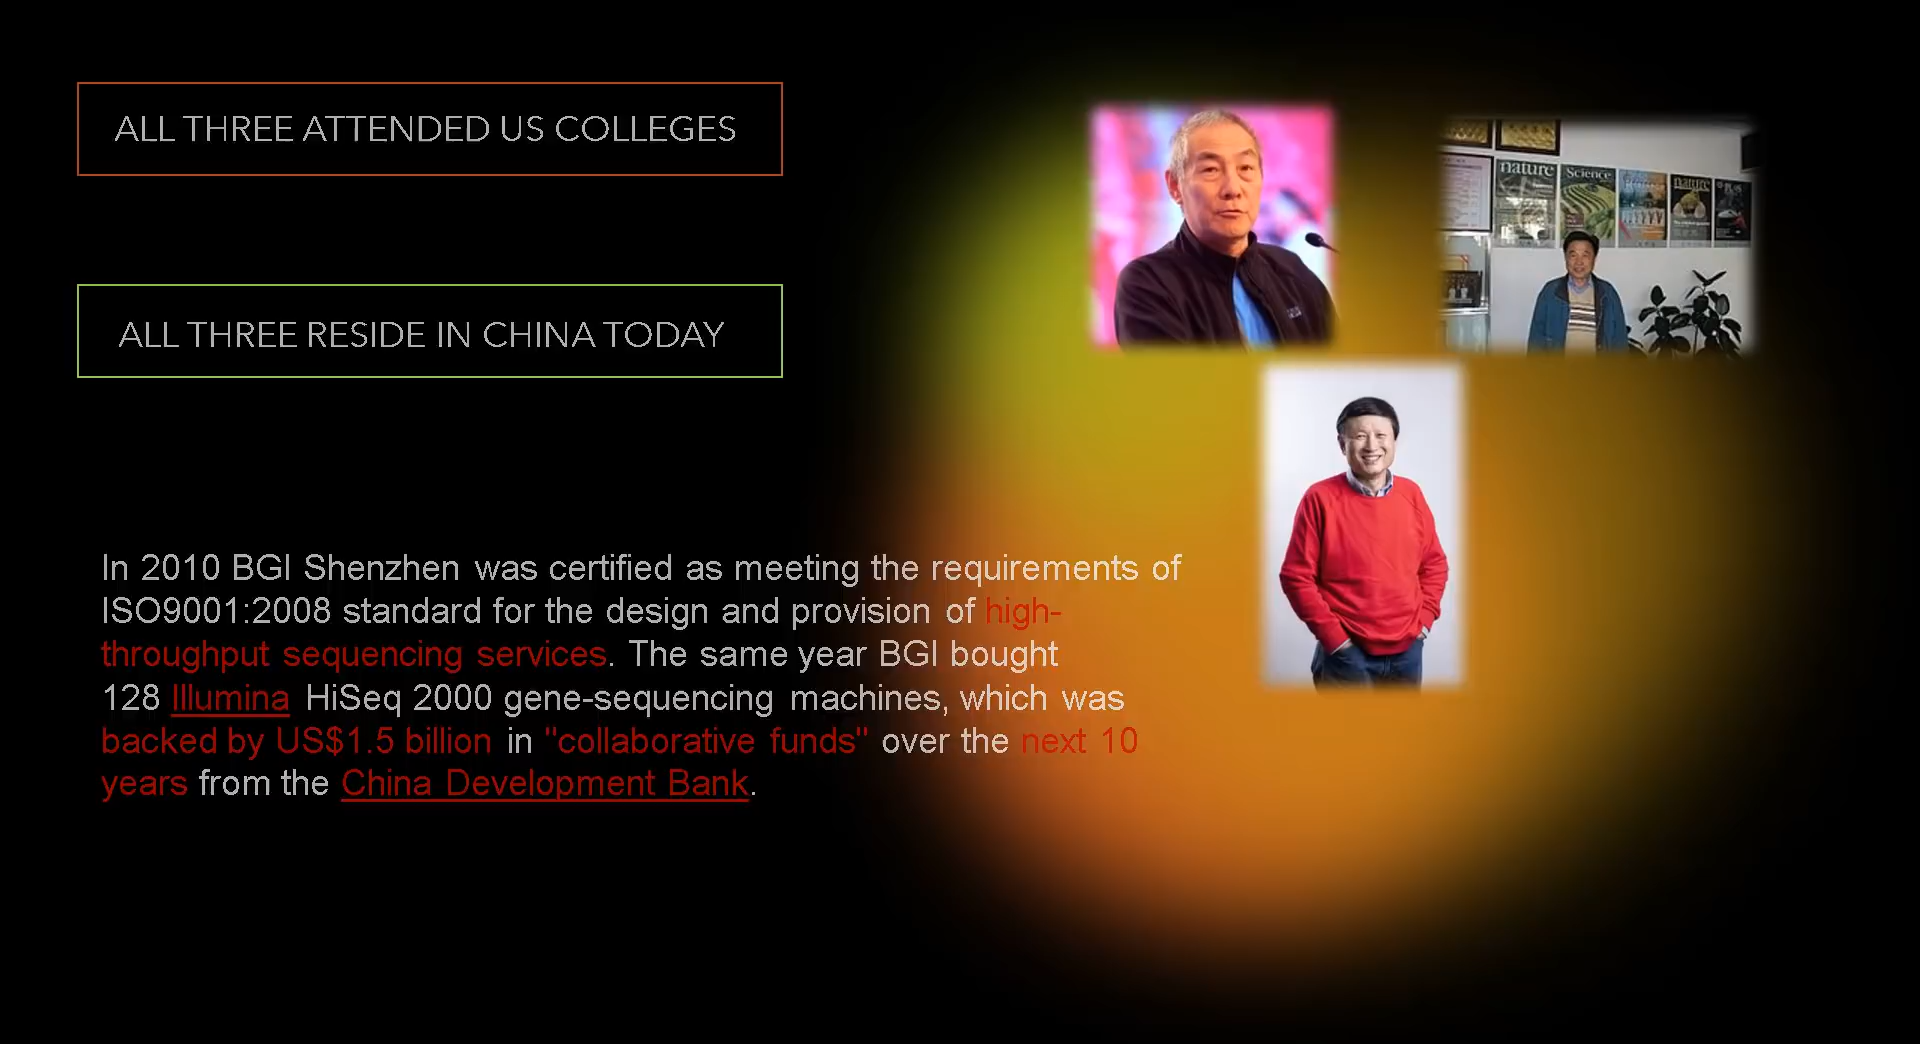 ALL THREE ATTENDED US COLLEGES
ALL THREE RESIDE IN CHINA TODAY
In 2010 BGI Shenzhen was certified as meeting the requirements of
ISO9001:2008 standard for the design and provision of high-
throughput sequencing services. The same year BGI bought
128 Illumina HiSeq 2000 gene-sequencing machines, which was
backed by US$1.5 billion in "collaborative funds" over the next 10
years from the China Development Bank.
nature
Science
nature